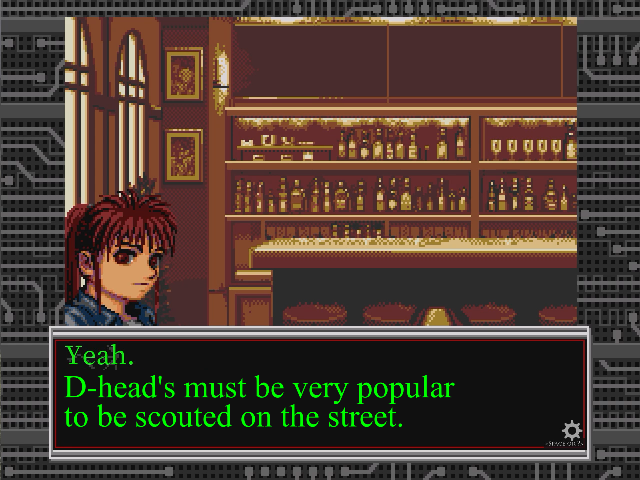 Yeah.
D-head's must be very popular
to be scouted on the street.